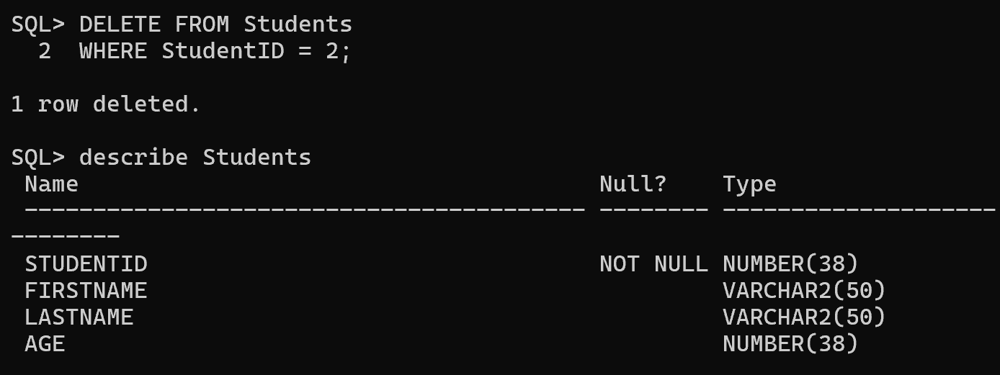 SQL> DELETE FROM Students
  2  WHERE StudentID = 2;

1 row deleted.

SQL> describe Students
 Name                                      Null?    Type
 ----------------------------------------- -------- --------------------
--------
 STUDENTID                                 NOT NULL NUMBER(38)
 FIRSTNAME                                          VARCHAR2(50)
 LASTNAME                                           VARCHAR2(50)
 AGE                                                NUMBER(38)